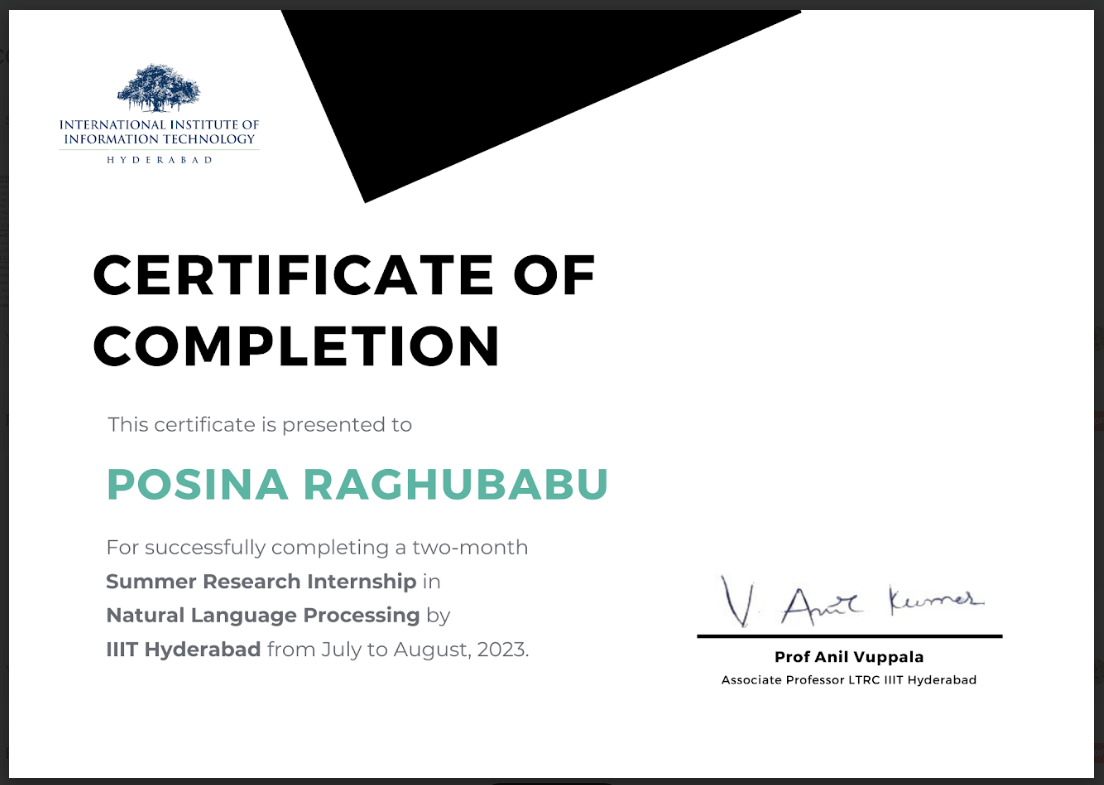 INTERNATIONAL INSTITUTE OF
INFORMATION TECHNOLOGY
HYDERABAD
CERTIFICATE OF
COMPLETION
This certificate is presented to
POSINA RAGHUBABU
For successfully completing a two-month
Summer Research Internship in
Natural Language Processing by
IIIT Hyderabad from July to August, 2023.
V. Anil Kumar
Prof Anil Vuppala
Associate Professor LTRC IIIT Hyderabad